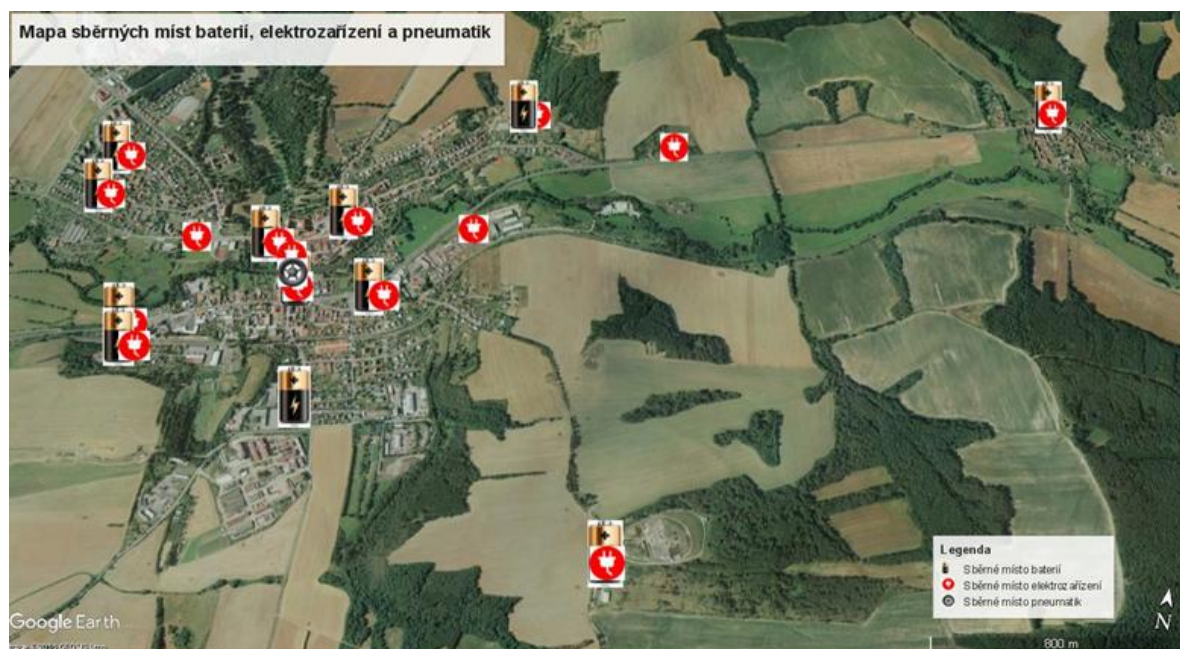 Mapa sběrných míst baterií, elektrozařízení a pneumatik
Legenda
Sběrné místo baterií
Sběrné místo elektrozařízení
Sběrné místo pneumatik
N
Google Earth
800 m